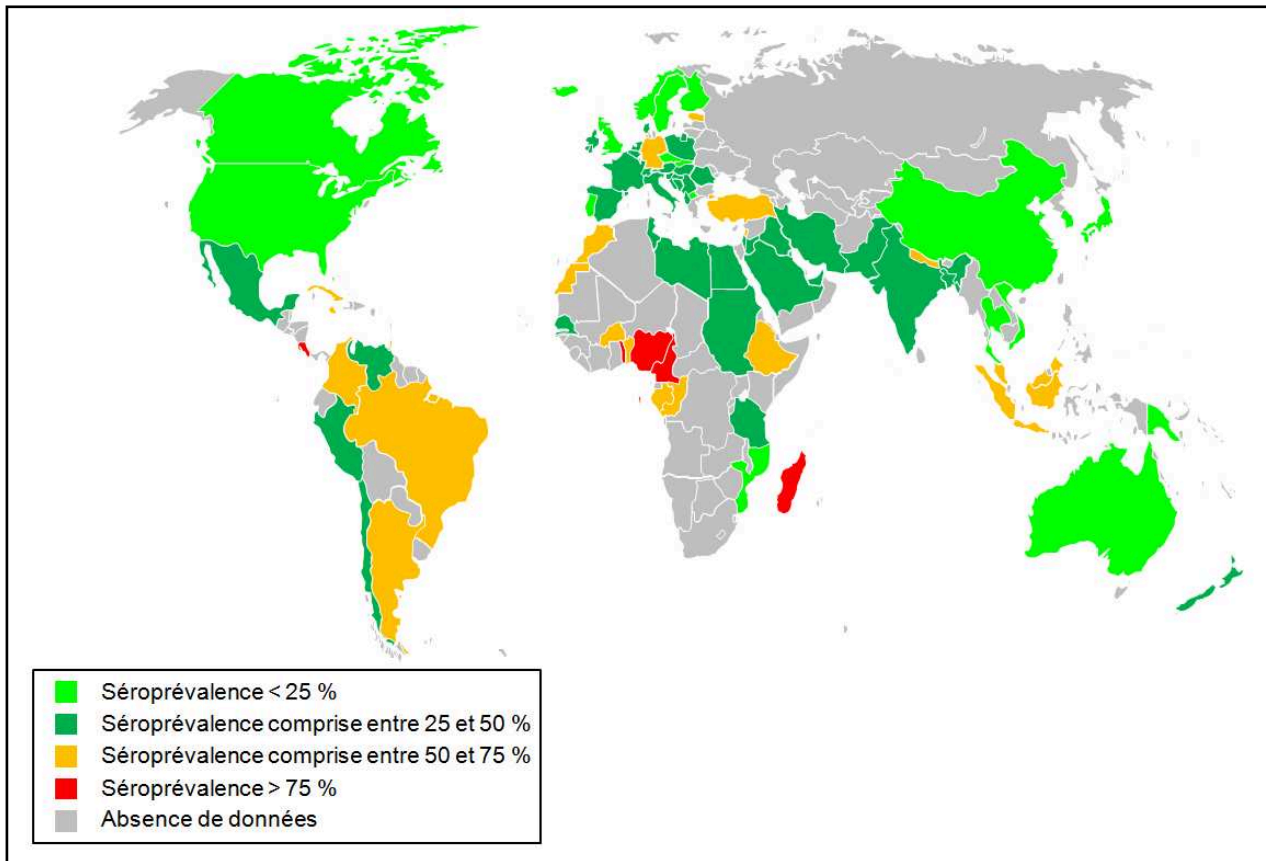 Séroprévalence < 25 %
Séroprévalence comprise entre 25 et 50 %
Séroprévalence comprise entre 50 et 75 %
Séroprévalence > 75 %
Absence de données